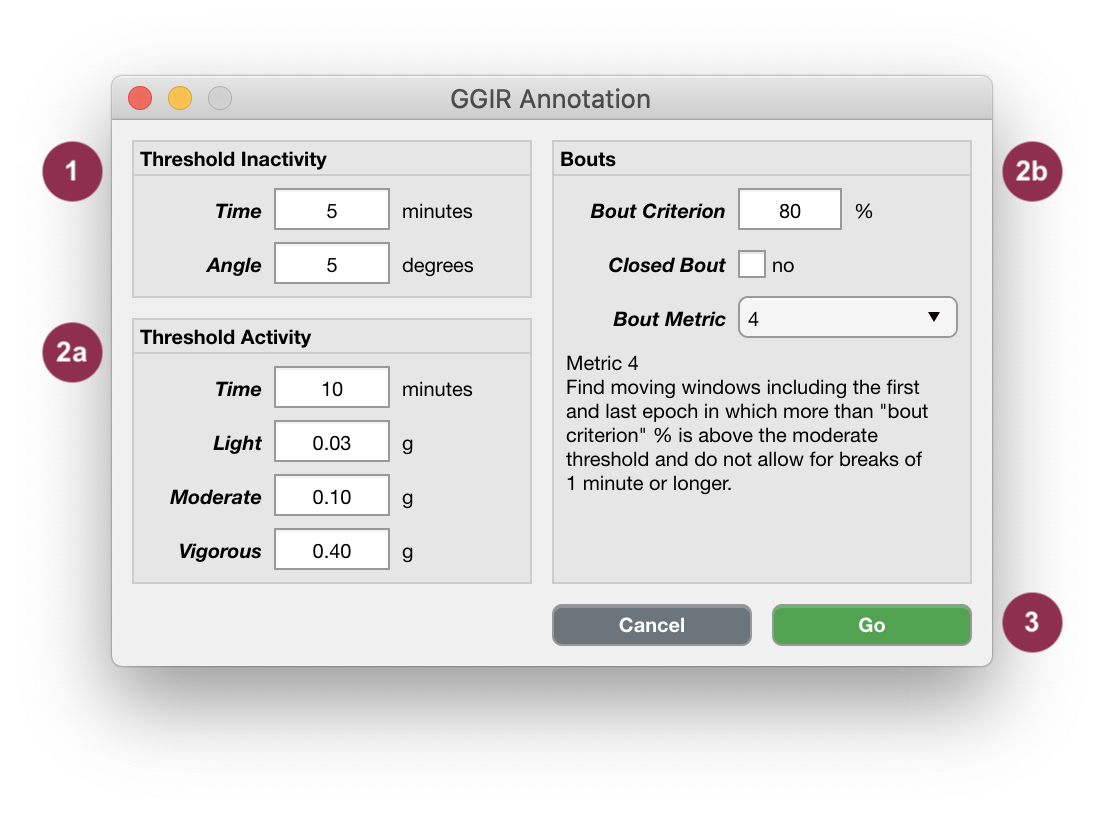 GGIR Annotation
1
Threshold Inactivity
Time 5 minutes
Angle 5 degrees
2a
Threshold Activity
Time 10 minutes
Light 0.03 g
Moderate 0.10 g
Vigorous 0.40 g
2b
Bouts
Bout Criterion 80 %
Closed Bout no
Bout Metric 4
Metric 4
Find moving windows including the first
and last epoch in which more than "bout
criterion" % is above the moderate
threshold and do not allow for breaks of
1 minute or longer.
Cancel Go
3